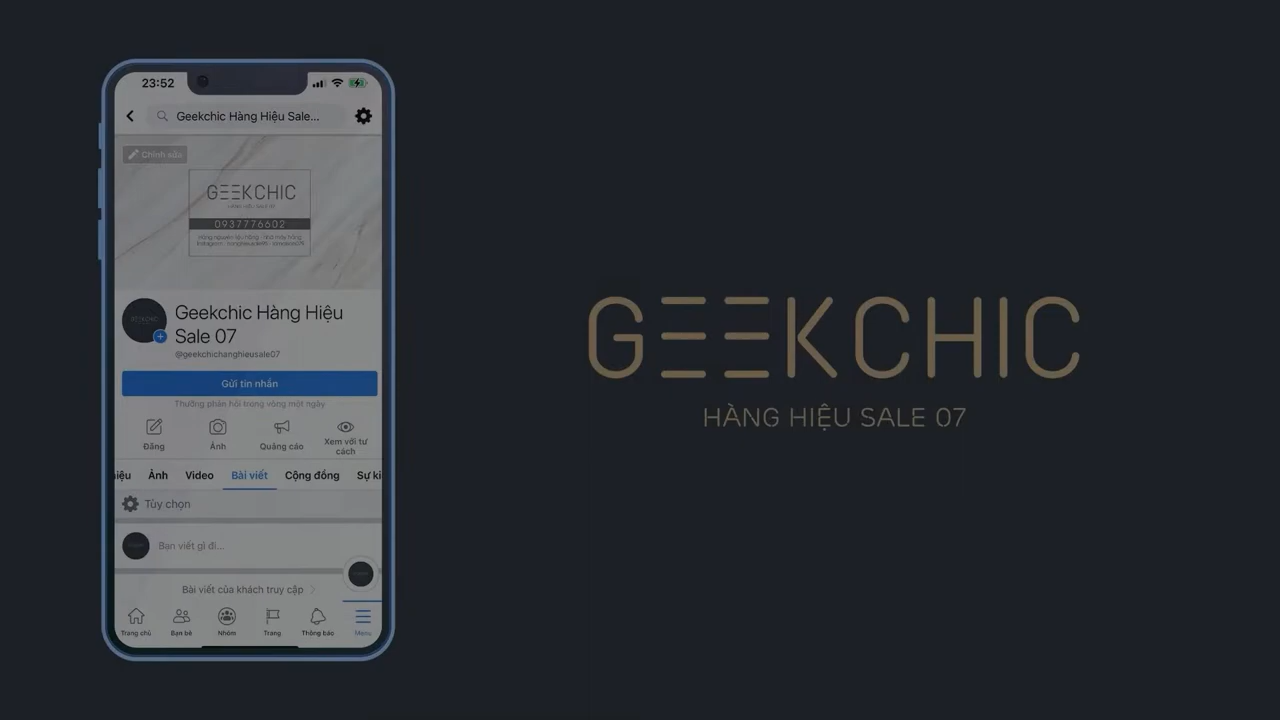 23:52
Geekchic Hàng Hiệu Sale...
Chỉnh sửa
GEEKCHIC
0937776602
Geekchic Hàng Hiệu
Sale 07
@geekchichanghieusale07
Gửi tin nhắn
Thường phản hồi trong vòng một ngày
Đăng
Ảnh
Quảng cáo
Xem với tư
cách
Ảnh
Video
Bài viết
Cộng đồng
Tùy chọn
Bạn viết gì đi...
Bài viết của khách truy cập
Trang chủ
Bạn bè
Nhóm
Trang
Thông báo
Menu
GEEKCHIC
HÀNG HIỆU SALE 07